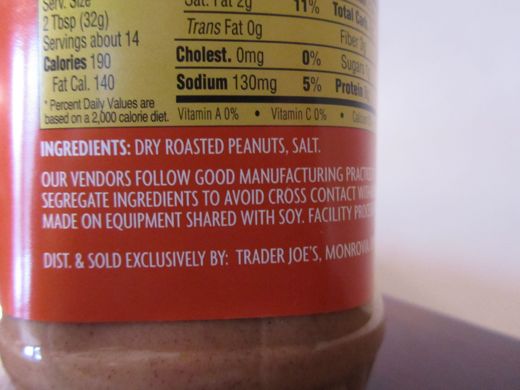 Serv. Size
2 Tbsp (32g)
Servings about 14
Calories 190
Fat Cal. 140
* Percent Daily Values are
based on a 2,000 calorie diet.
Sat. Fat 2g 11%
Trans Fat 0g
Cholest. 0mg 0%
Sodium 130mg 5%
Total
Fiber
Sugars
Protein
Vitamin A 0% • Vitamin C 0% •
INGREDIENTS: DRY ROASTED PEANUTS, SALT.
OUR VENDORS FOLLOW GOOD MANUFACTURING
SEGREGATE INGREDIENTS TO AVOID CROSS CONTACT
MADE ON EQUIPMENT SHARED WITH SOY. FACILITY
DIST. & SOLD EXCLUSIVELY BY: TRADER JOE'S, MONROVIA